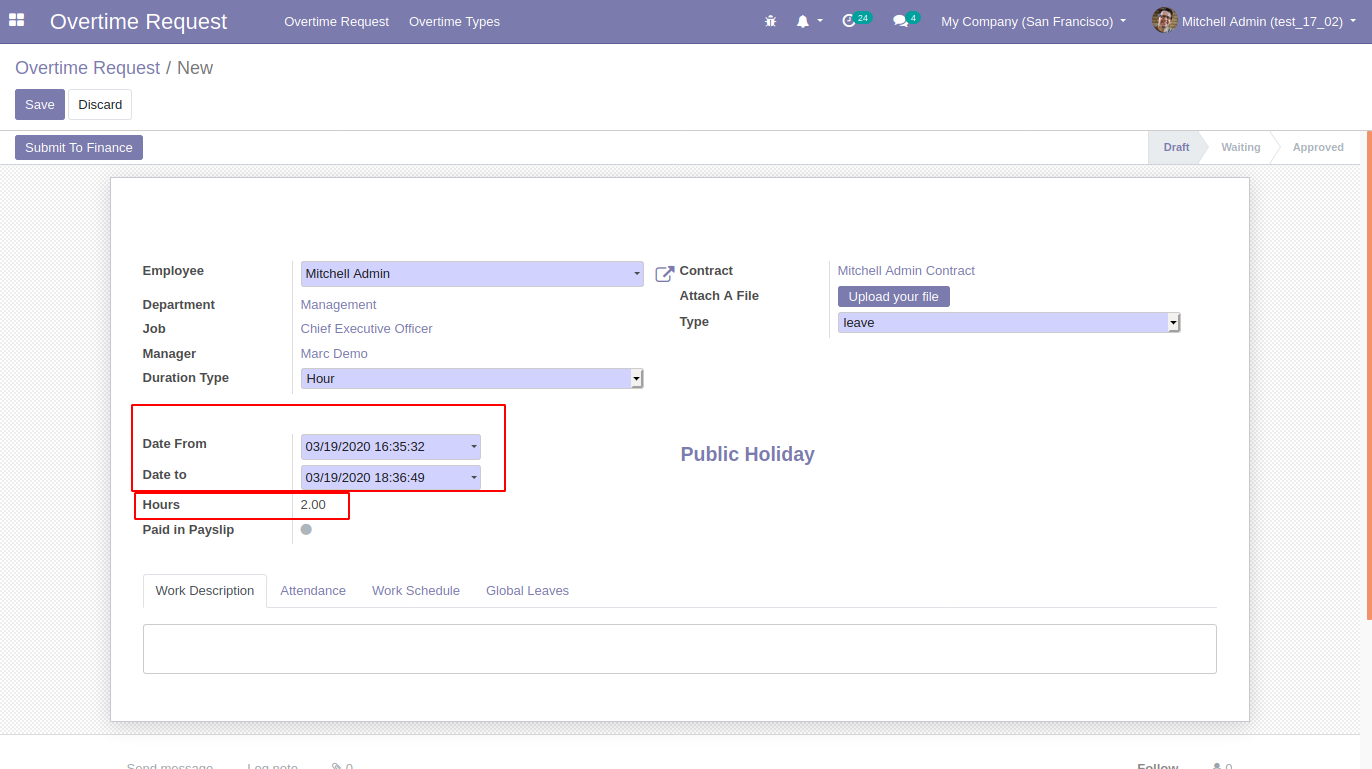 Overtime Request Overtime Request Overtime Types 24 4 My Company (San Francisco) Mitchell Admin (test_17_02)
Overtime Request / New
Save Discard
Submit To Finance Draft Waiting Approved
Employee Mitchell Admin Contract Mitchell Admin Contract
Attach A File Upload your file
Department Management
Type leave
Job Chief Executive Officer
Manager Marc Demo
Duration Type Hour
Date From 03/19/2020 16:35:32 Public Holiday
Date to 03/19/2020 18:36:49
Hours 2.00
Paid in Payslip
Work Description Attendance Work Schedule Global Leaves
Send message Log note 0 Follow 0